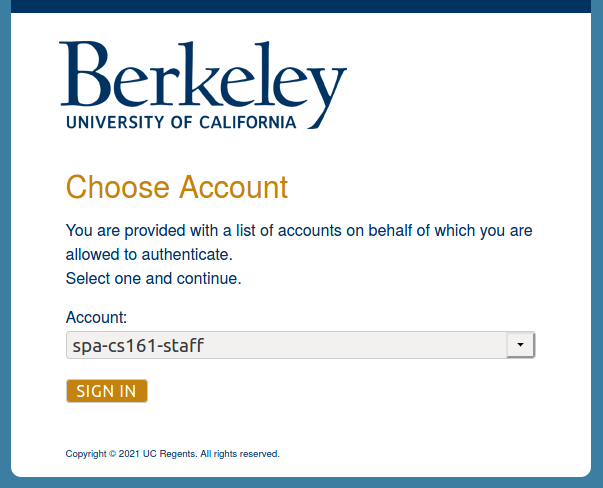 Berkeley
UNIVERSITY OF CALIFORNIA
Choose Account
You are provided with a list of accounts on behalf of which you are
allowed to authenticate.
Select one and continue.
Account:
spa-cs161-staff
SIGN IN
Copyright © 2021 UC Regents. All rights reserved.